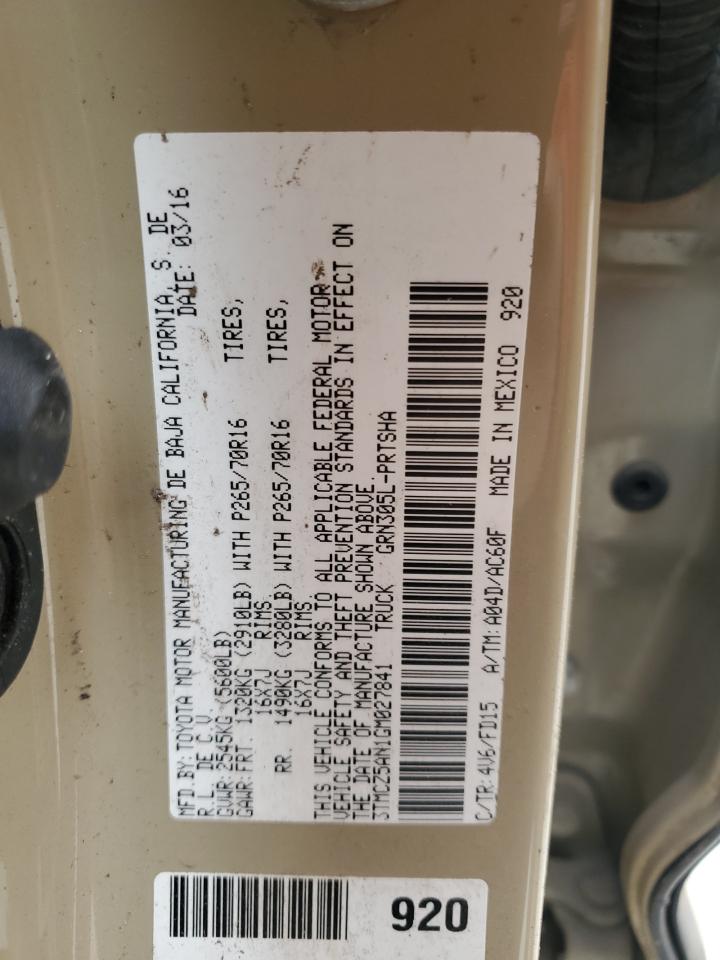 MFD.BY:TOYOTA MOTOR MANUFACTURING DE BAJA CALIFORNIA, S. DE
R.L. DE C.V. DATE: 03/16
GVWR:2545KG (5600LB)
GAWR:FRT. 1320KG (2910LB) WITH P265/70R16 TIRES,
16X7J RIMS
RR. 1490KG (3280LB) WITH P265/70R16 TIRES,
16X7J RIMS
THIS VEHICLE CONFORMS TO ALL APPLICABLE FEDERAL MOTOR
VEHICLE SAFETY AND THEFT PREVENTION STANDARDS IN EFFECT ON
THE DATE OF MANUFACTURE SHOWN ABOVE.
3TMCZ5AN1GM027841 TRUCK GRN305L-PRTSHA
C/TR:4V6/FD15 A/TM:A04D/AC60F MADE IN MEXICO 920
920